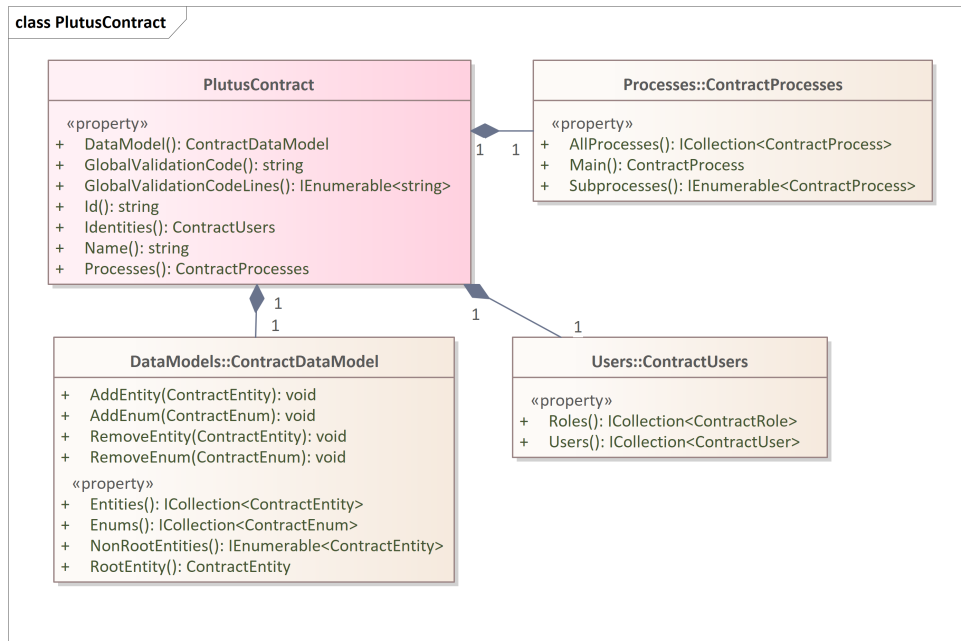 class PlutusContract
PlutusContract
«property»
+ DataModel(): ContractDataModel
+ GlobalValidationCode(): string
+ GlobalValidationCodeLines(): IEnumerable<string>
+ Id(): string
+ Identities(): ContractUsers
+ Name(): string
+ Processes(): ContractProcesses
Processes::ContractProcesses
«property»
+ AllProcesses(): ICollection<ContractProcess>
+ Main(): ContractProcess
+ Subprocesses(): IEnumerable<ContractProcess>
1
1
1
1
1
1
DataModels::ContractDataModel
+ AddEntity(ContractEntity): void
+ AddEnum(ContractEnum): void
+ RemoveEntity(ContractEntity): void
+ RemoveEnum(ContractEnum): void
«property»
+ Entities(): ICollection<ContractEntity>
+ Enums(): ICollection<ContractEnum>
+ NonRootEntities(): IEnumerable<ContractEntity>
+ RootEntity(): ContractEntity
Users::ContractUsers
«property»
+ Roles(): ICollection<ContractRole>
+ Users(): ICollection<ContractUser>